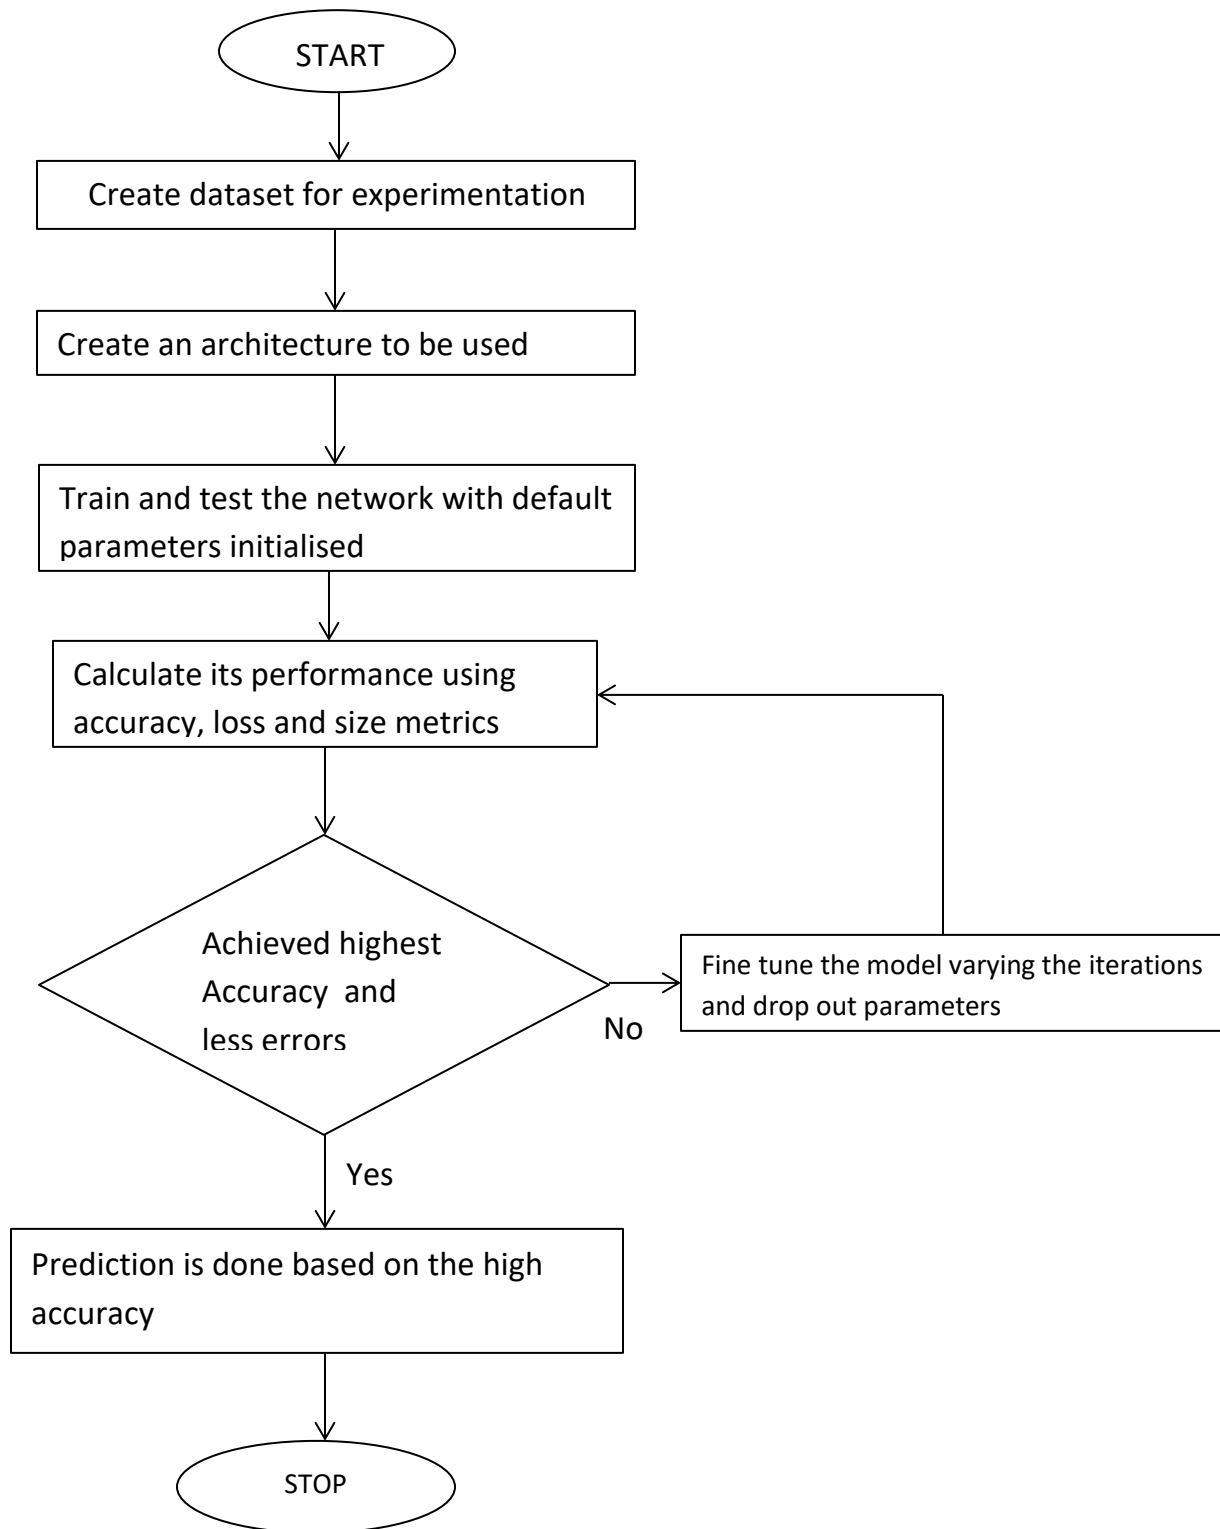 START
Create dataset for experimentation
Create an architecture to be used
Train and test the network with default
parameters initialised
Calculate its performance using
accuracy, loss and size metrics
Achieved highest
Accuracy and
less errors
No
Fine tune the model varying the iterations
and drop out parameters
Yes
Prediction is done based on the high
accuracy
STOP